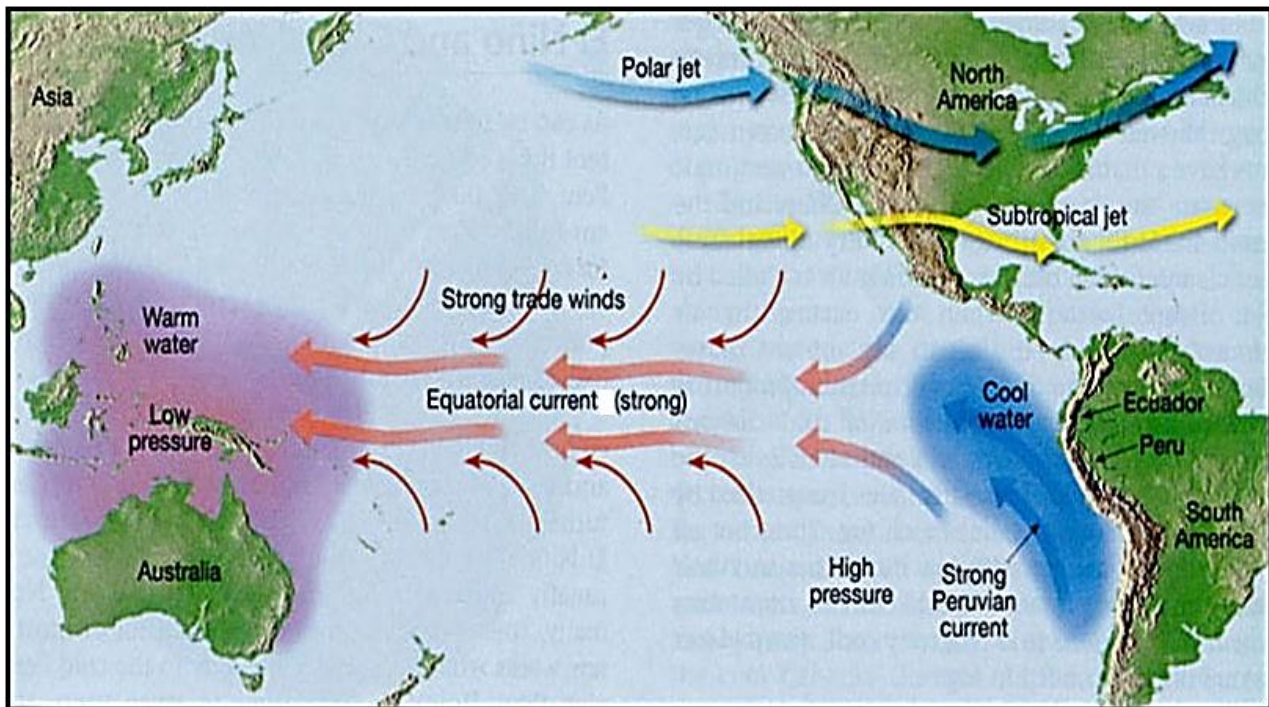 Asia
Polar jet
North
America
Subtropical jet
Strong trade winds
Warm
water
Equatorial current (strong)
Low
pressure
Cool
water
Ecuador
Peru
South
America
Australia
High
pressure
Strong
Peruvian
current